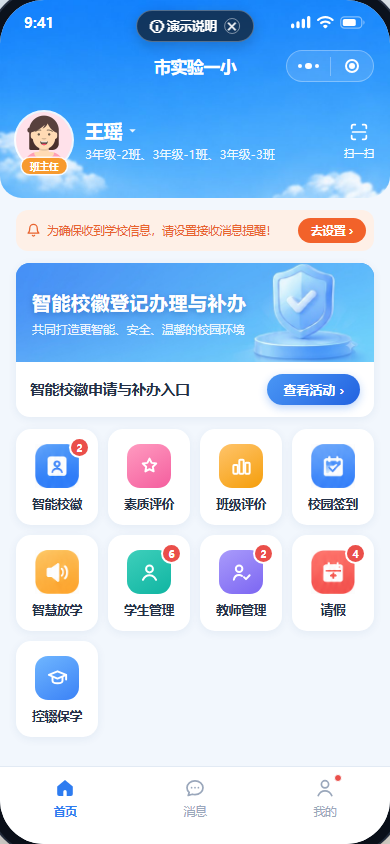 9:41
演示说明
市实验一小
王瑶
班主任
3年级-2班、3年级-1班、3年级-3班
扫一扫
为确保收到学校信息，请设置接收消息提醒！
去设置 ›
智能校徽登记办理与补办
共同打造更智能、安全、温馨的校园环境
智能校徽申请与补办入口
查看活动 ›
2
智能校徽
素质评价
班级评价
校园签到
6
2
4
智慧放学
学生管理
教师管理
请假
控辍保学
首页
消息
我的